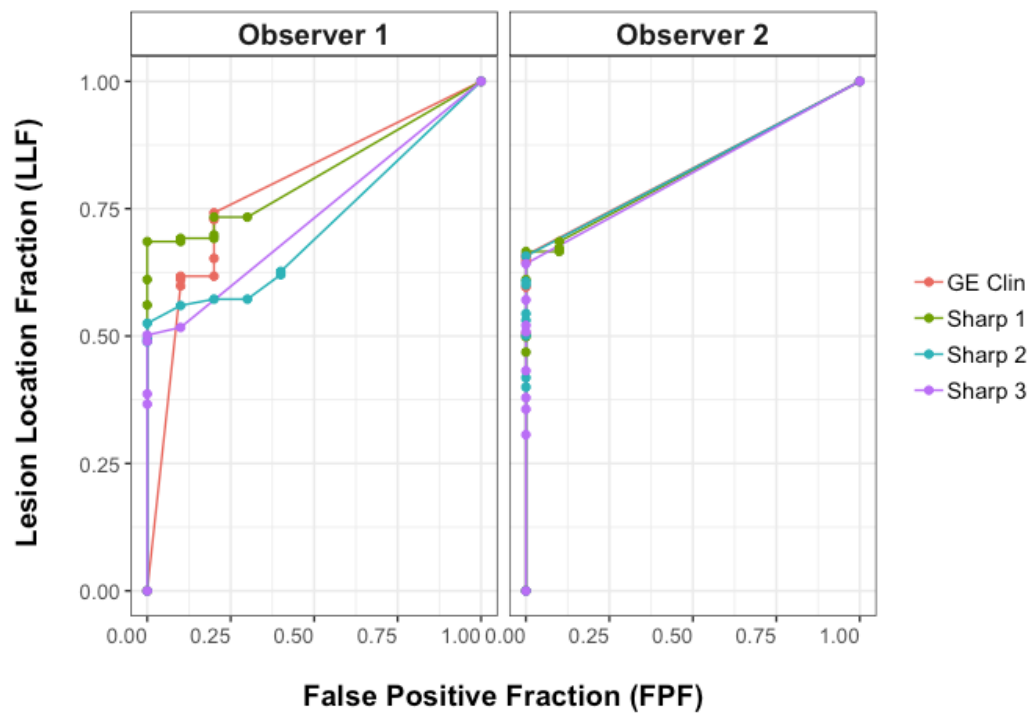 Observer 1
Observer 2
Lesion Location Fraction (LLF)
1.00
0.75
0.50
0.25
0.00
0.00 0.25 0.50 0.75 1.00
0.00 0.25 0.50 0.75 1.00
False Positive Fraction (FPF)
GE Clin
Sharp 1
Sharp 2
Sharp 3